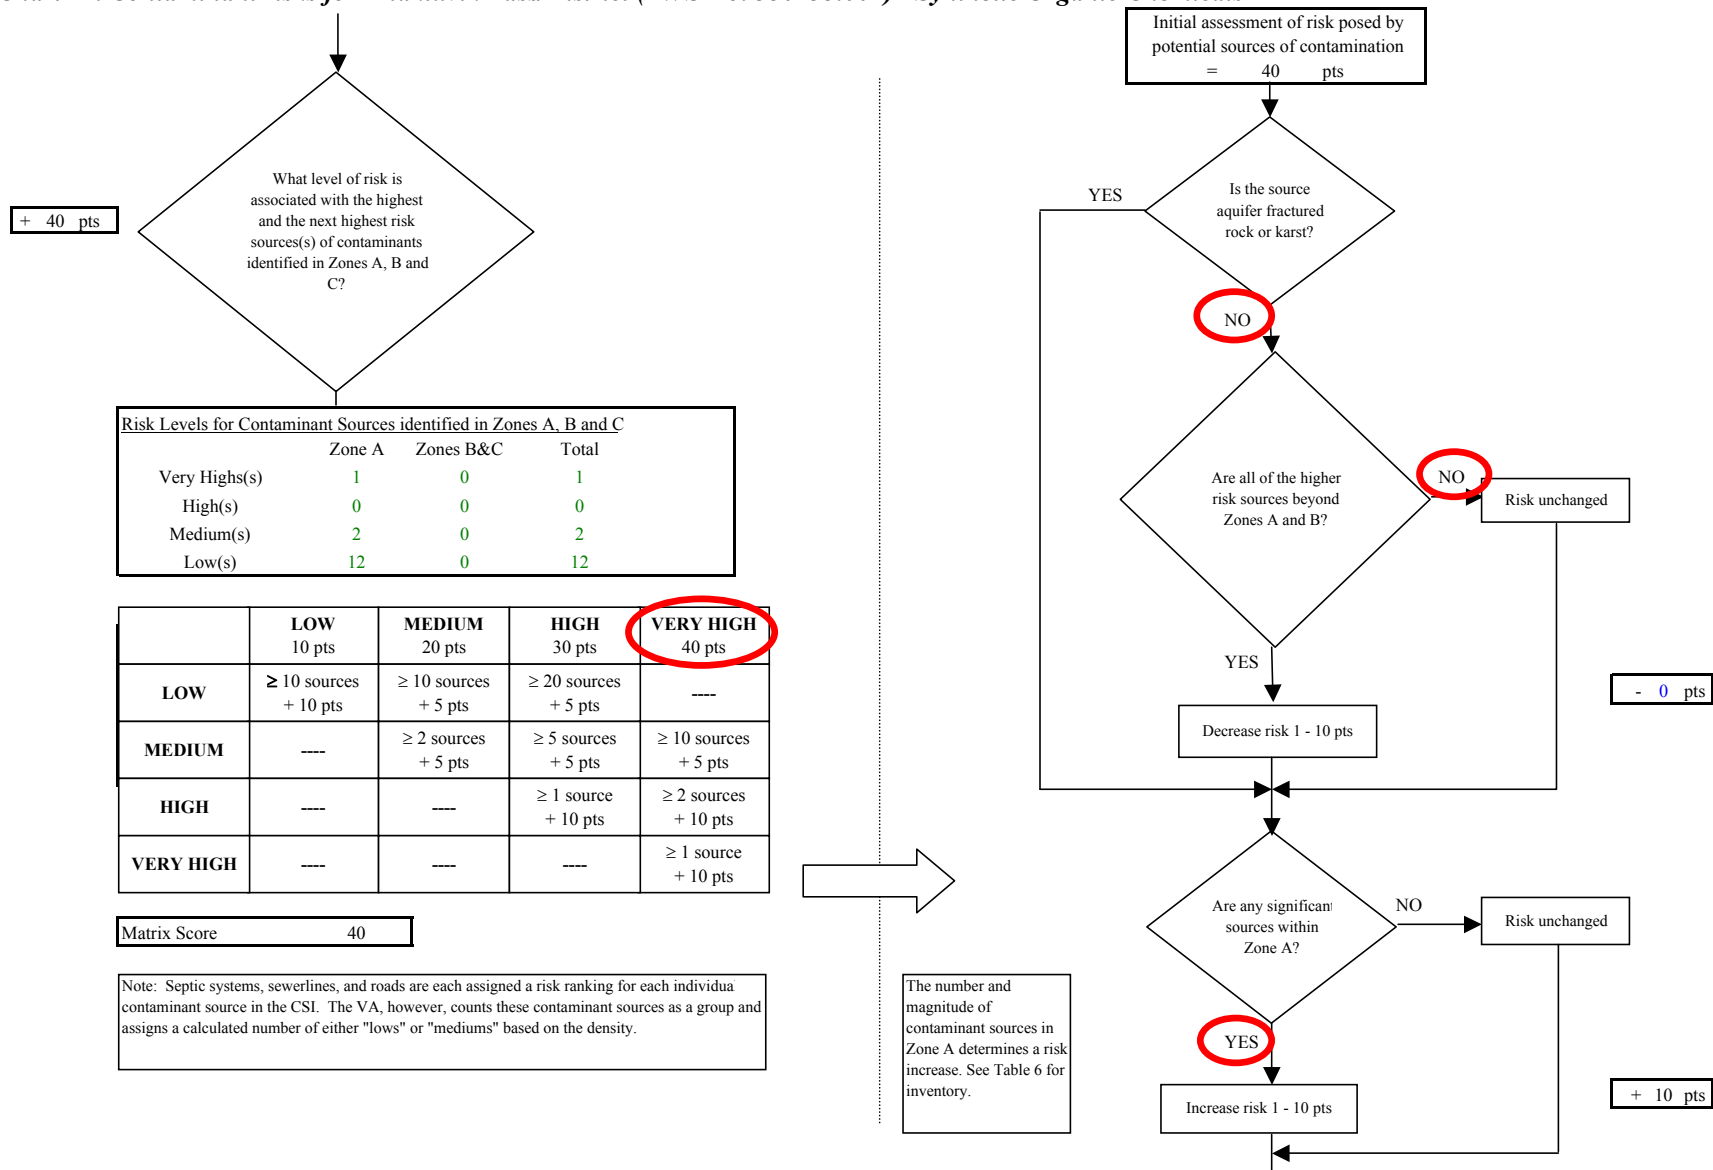 What level of risk is
associated with the highest
and the next highest risk
sources(s) of contaminants
identified in Zones A, B and
C?
+ 40 pts
Risk Levels for Contaminant Sources identified in Zones A, B and C
Zone A Zones B&C Total
Very Highs(s) 1 0 1
High(s) 0 0 0
Medium(s) 2 0 2
Low(s) 12 0 12
LOW MEDIUM HIGH VERY HIGH
10 pts 20 pts 30 pts 40 pts
LOW ≥ 10 sources ≥ 10 sources ≥ 20 sources ----
+ 10 pts + 5 pts + 5 pts
MEDIUM ---- ≥ 2 sources ≥ 5 sources ≥ 10 sources
+ 5 pts + 5 pts + 5 pts
HIGH ---- ---- ≥ 1 source ≥ 2 sources
+ 10 pts + 10 pts
VERY HIGH ---- ---- ---- ≥ 1 source
+ 10 pts
Matrix Score 40
Note: Septic systems, sewerlines, and roads are each assigned a risk ranking for each individua
contaminant source in the CSI. The VA, however, counts these contaminant sources as a group and
assigns a calculated number of either "lows" or "mediums" based on the density.
Initial assessment of risk posed by
potential sources of contamination
= 40 pts
Is the source
aquifer fractured
rock or karst?
YES
NO
Are all of the higher
risk sources beyond
Zones A and B?
NO
Risk unchanged
YES
- 0 pts
Decrease risk 1 - 10 pts
Are any significant
sources within
Zone A?
NO
Risk unchanged
YES
The number and
magnitude of
contaminant sources in
Zone A determines a risk
increase. See Table 6 for
inventory.
Increase risk 1 - 10 pts
+ 10 pts